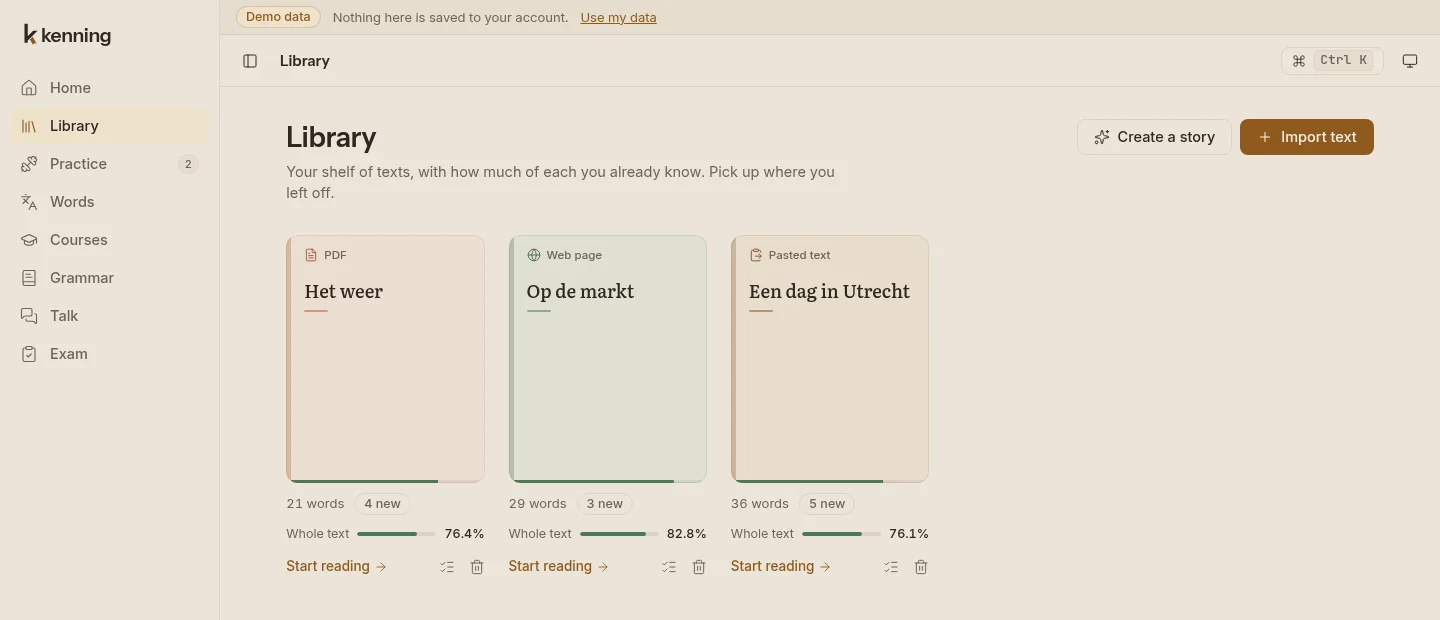 kenning
Home
Library
Practice
2
Words
Courses
Grammar
Talk
Exam
Demo data
Nothing here is saved to your account.
Use my data
Library
Ctrl K
Library
Your shelf of texts, with how much of each you already know. Pick up where you
left off.
Create a story
Import text
PDF
Het weer
21 words
4 new
Whole text
76.4%
Start reading
Web page
Op de markt
29 words
3 new
Whole text
82.8%
Start reading
Pasted text
Een dag in Utrecht
36 words
5 new
Whole text
76.1%
Start reading